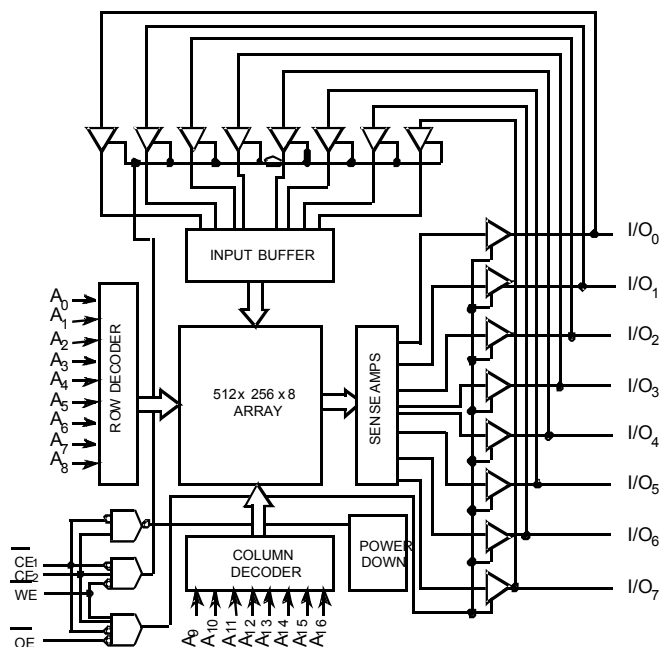 I/O0
I/O1
I/O2
I/O3
I/O4
I/O5
I/O6
I/O7
INPUT BUFFER
A0
A1
A2
A3
A4
A5
A6
A7
A8
ROW DECODER
512x 256 x 8
ARRAY
SENSE AMPS
COLUMN
DECODER
POWER
DOWN
CE1
CE2
WE
OE
A9
A10
A11
A12
A13
A14
A15
A16